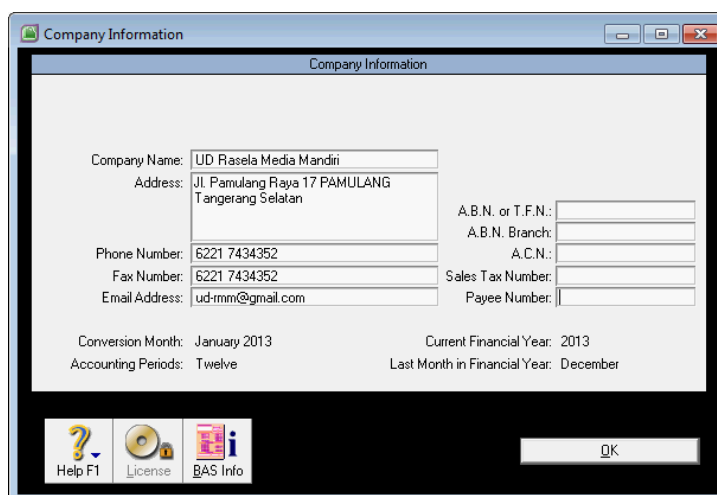 Company Information
Company Information
Company Name: UD Rasela Media Mandiri
Address: Jl. Pamulang Raya 17 PAMULANG
Tangerang Selatan
A.B.N. or T.F.N.:
A.B.N. Branch:
Phone Number: 6221 7434352 A.C.N.:
Fax Number: 6221 7434352 Sales Tax Number:
Email Address: ud-rmm@gmail.com Payee Number:
Conversion Month: January 2013 Current Financial Year: 2013
Accounting Periods: Twelve Last Month in Financial Year: December
Help F1 License BAS Info OK